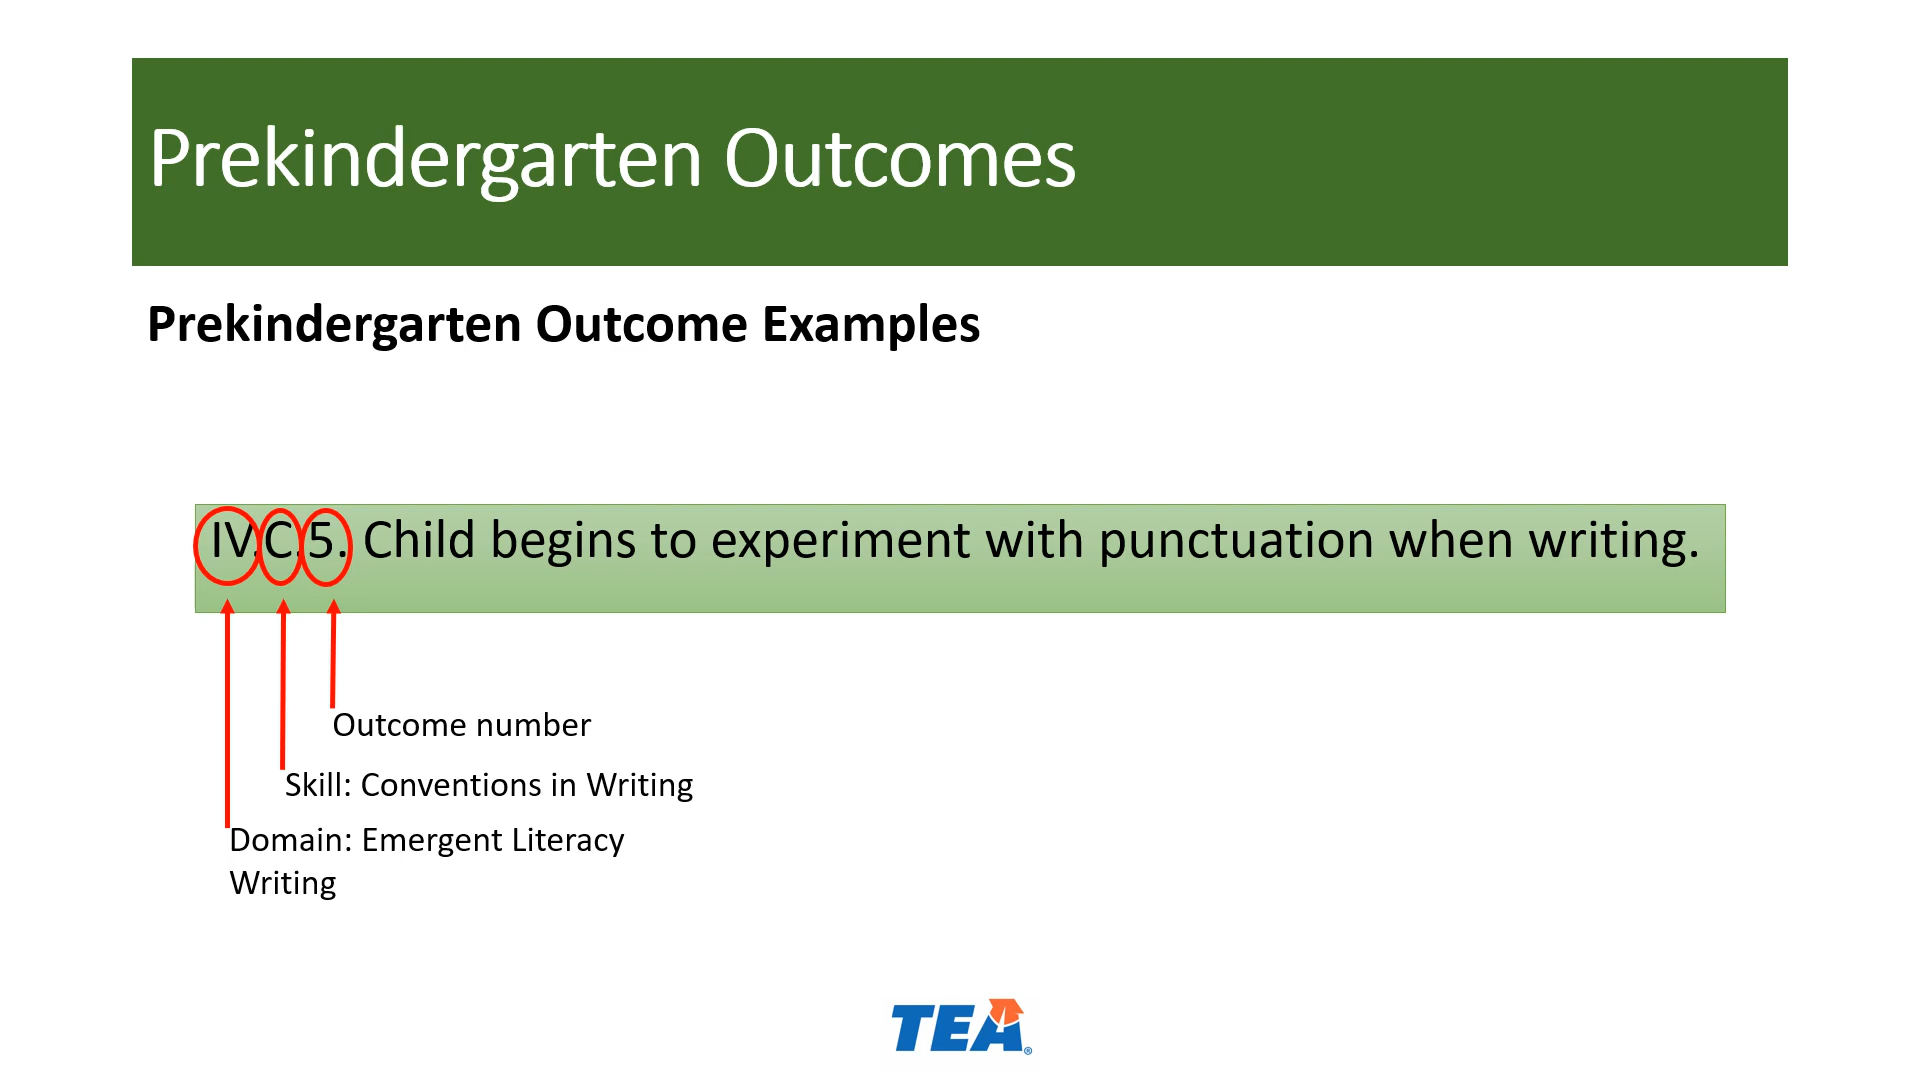 Prekindergarten Outcomes
Prekindergarten Outcome Examples
IV.C.5. Child begins to experiment with punctuation when writing.
Outcome number
Skill: Conventions in Writing
Domain: Emergent Literacy
Writing
TEA®